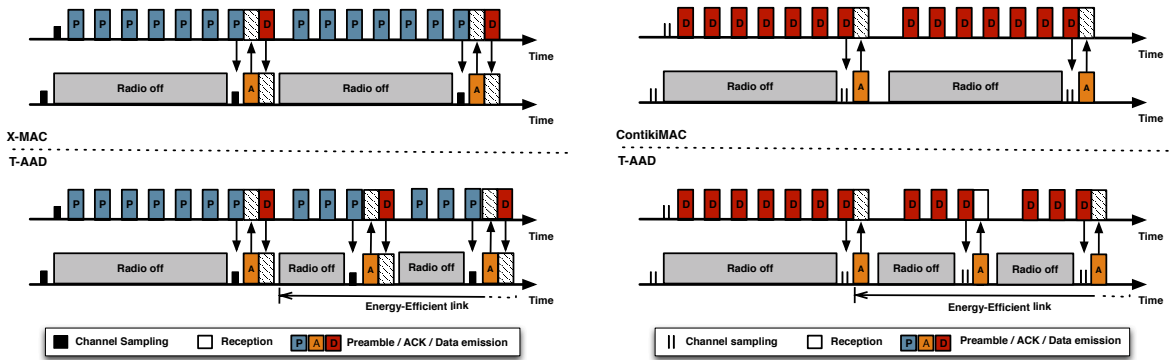 P P P P P P P D P P P P P P P D
Time
Radio off A Radio off A
Time
X-MAC
T-AAD
P P P P P P P D P P P D P P P D
Time
Radio off A Radio off A Radio off A
Time
Energy-Efficient link
Channel Sampling Reception P A D Preamble / ACK / Data emission
D D D D D D D D D D D D D D
Time
Radio off A Radio off A
Time
ContikiMAC
T-AAD
D D D D D D D D D D D D D
Time
Radio off A Radio off A Radio off A
Time
Energy-Efficient link
Channel sampling Reception P A D Preamble / ACK / Data emission